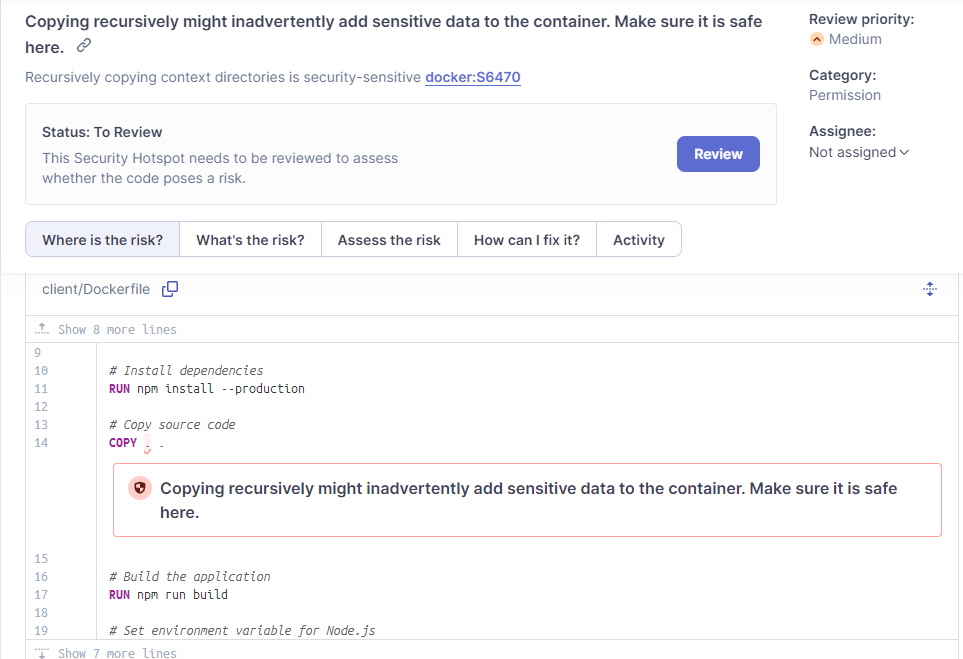 Copying recursively might inadvertently add sensitive data to the container. Make sure it is safe
here.
Recursively copying context directories is security-sensitive docker:S6470
Review priority:
Medium
Category:
Permission
Assignee:
Not assigned
Status: To Review
This Security Hotspot needs to be reviewed to assess
whether the code poses a risk.
Review
Where is the risk? What's the risk? Assess the risk How can I fix it? Activity
client/Dockerfile
Show 8 more lines
9
10 # Install dependencies
11 RUN npm install --production
12
13 # Copy source code
14 COPY . .
Copying recursively might inadvertently add sensitive data to the container. Make sure it is safe
here.
15
16 # Build the application
17 RUN npm run build
18
19 # Set environment variable for Node.js
Show 7 more lines